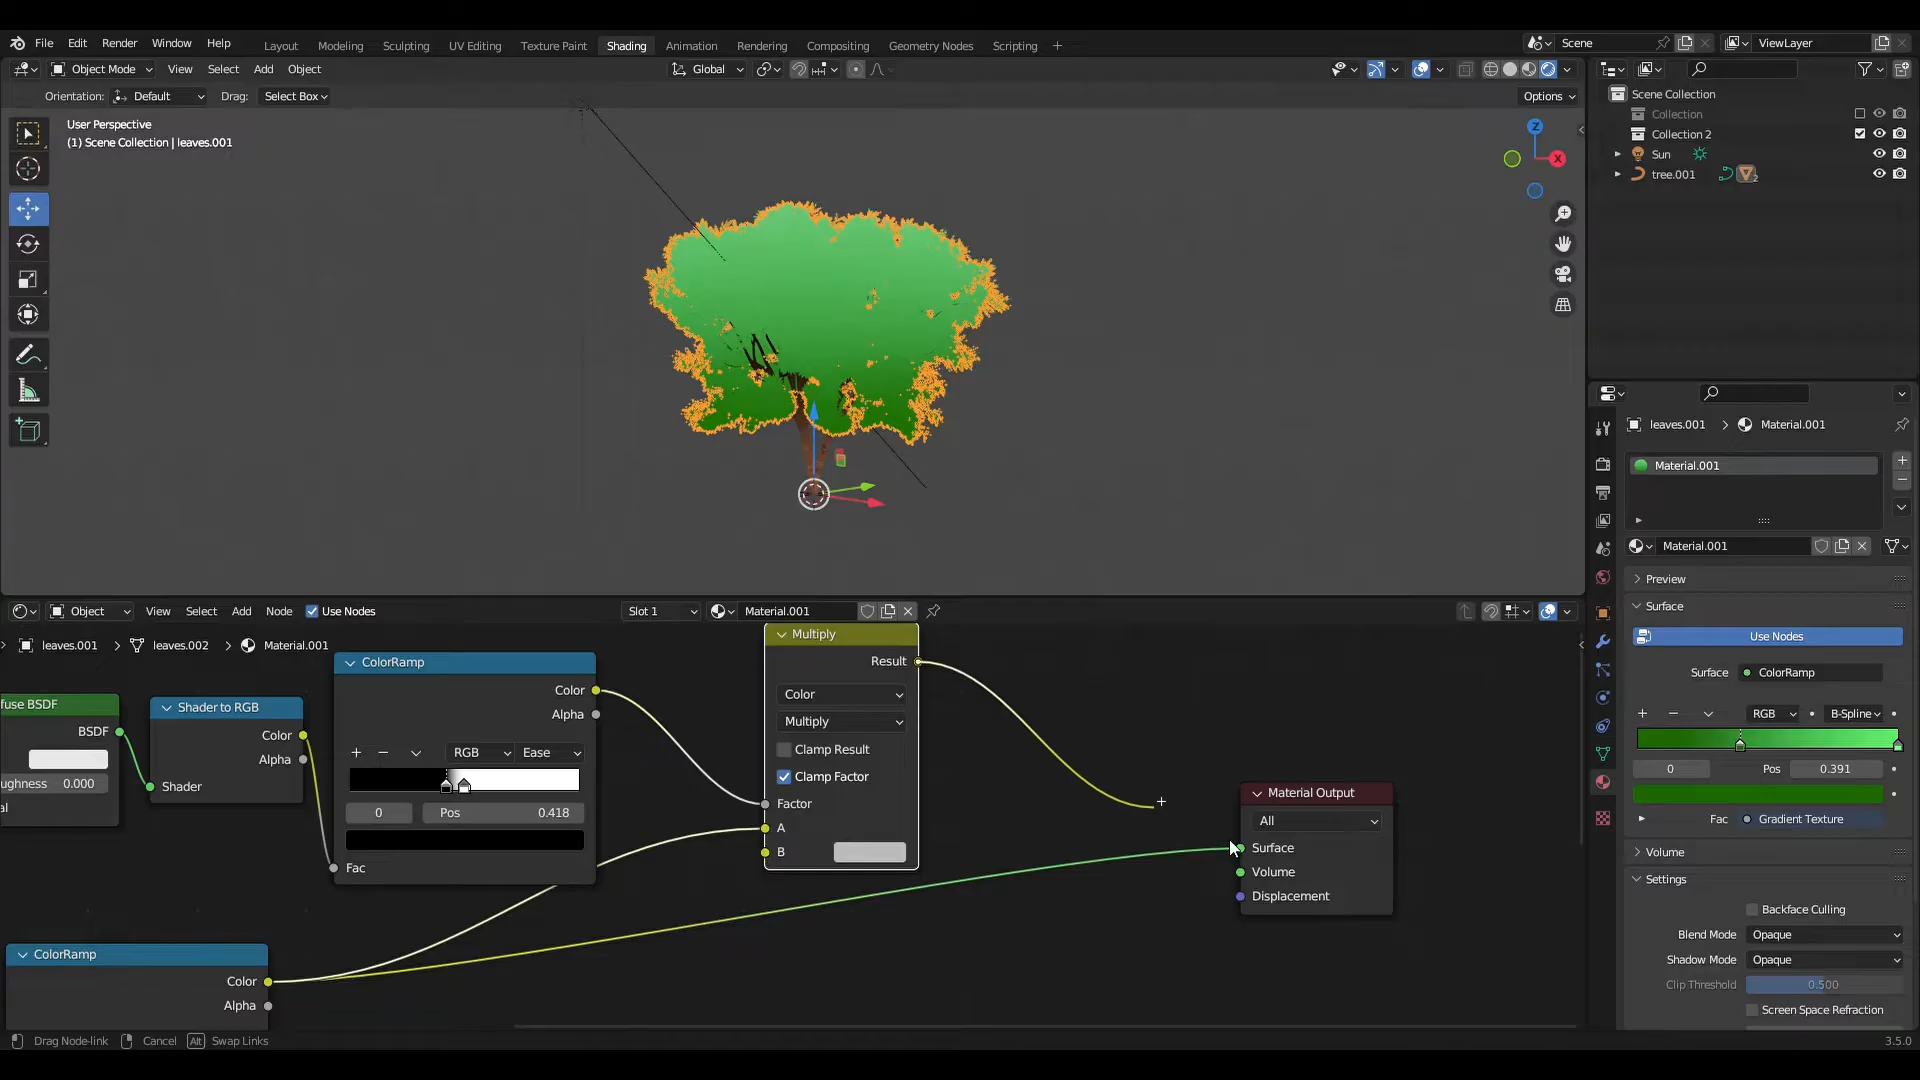 File Edit Render Window Help Layout Modeling Sculpting UV Editing Texture Paint Shading Animation Rendering Compositing Geometry Nodes Scripting + Scene ViewLayer
Object Mode View Select Add Object Global
Orientation: Default Drag: Select Box Options
User Perspective
(1) Scene Collection | leaves.001
Z
X
Scene Collection
Collection
Collection 2
Sun
tree.001
2
leaves.001 > Material.001
Material.001
Material.001
Preview
Surface
Use Nodes
Surface ColorRamp
RGB B-Spline
0 Pos 0.391
Fac Gradient Texture
Volume
Settings
Backface Culling
Blend Mode Opaque
Shadow Mode Opaque
Clip Threshold 0.500
Screen Space Refraction
Object View Select Add Node Use Nodes Slot 1 Material.001
leaves.001 > leaves.002 > Material.001
fuse BSDF
BSDF
ughness 0.000
al
Shader to RGB
Color
Alpha
Shader
ColorRamp
Color
Alpha
RGB Ease
0 Pos 0.418
Fac
Multiply
Result
Color
Multiply
Clamp Result
Clamp Factor
Factor
A
B
Material Output
All
Surface
Volume
Displacement
ColorRamp
Color
Alpha
Drag Node-link Cancel Alt Swap Links 3.5.0